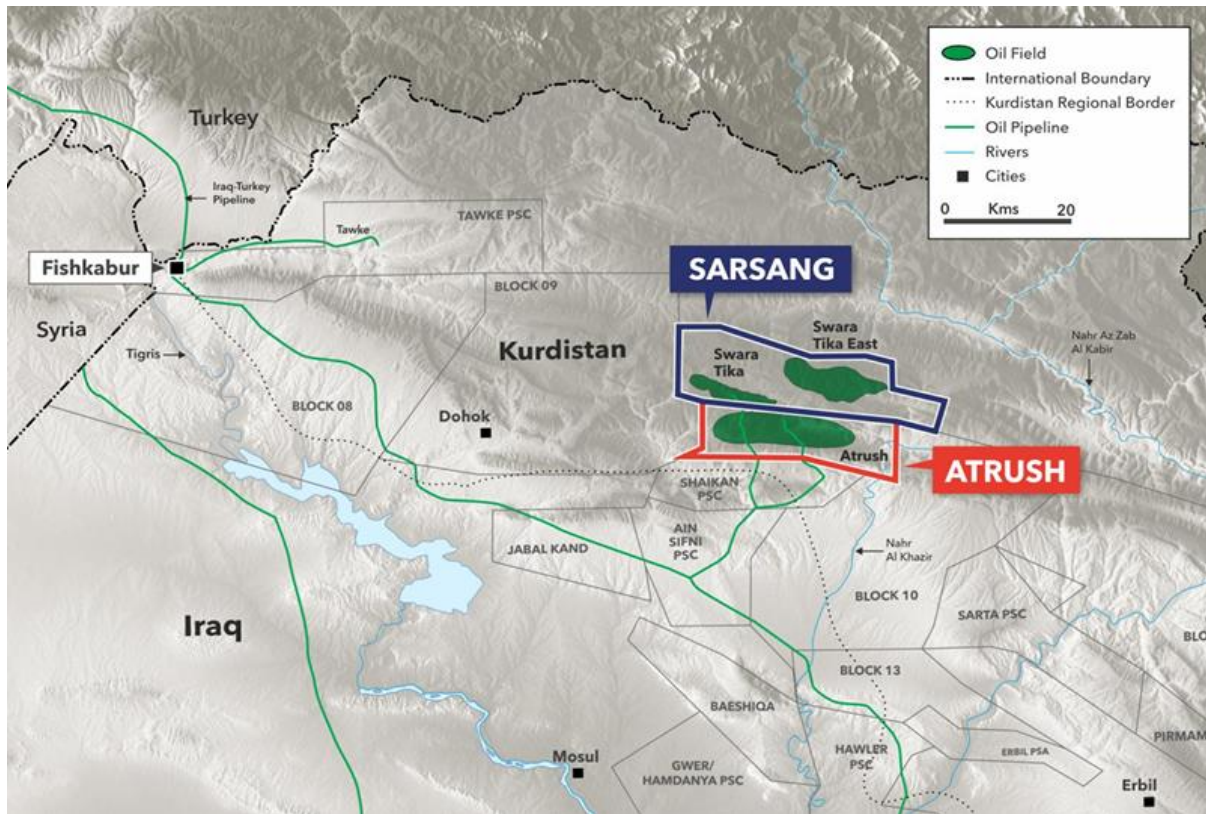 Oil Field
International Boundary
Kurdistan Regional Border
Oil Pipeline
Rivers
Cities
0 Kms 20
Turkey
Iraq-Turkey
Pipeline
TAWKE PSC
Tawke
Fishkabur
SARSANG
BLOCK 09
Syria
Tigris
Kurdistan
Swara
Tika East
Swara
Tika
Nahr Az Zab
Al Kabir
BLOCK 08
Dohok
Atrush
ATRUSH
SHAIKAN
PSC
AIN
SIFNI
PSC
JABAL KAND
Nahr
Al Khazir
BLOCK 10
SARTA PSC
Iraq
BLO
BLOCK 13
BAESHIQA
PIRMAM
Mosul
GWER/
HAMDANYA PSC
HAWLER
PSC
ERBIL PSA
Erbil